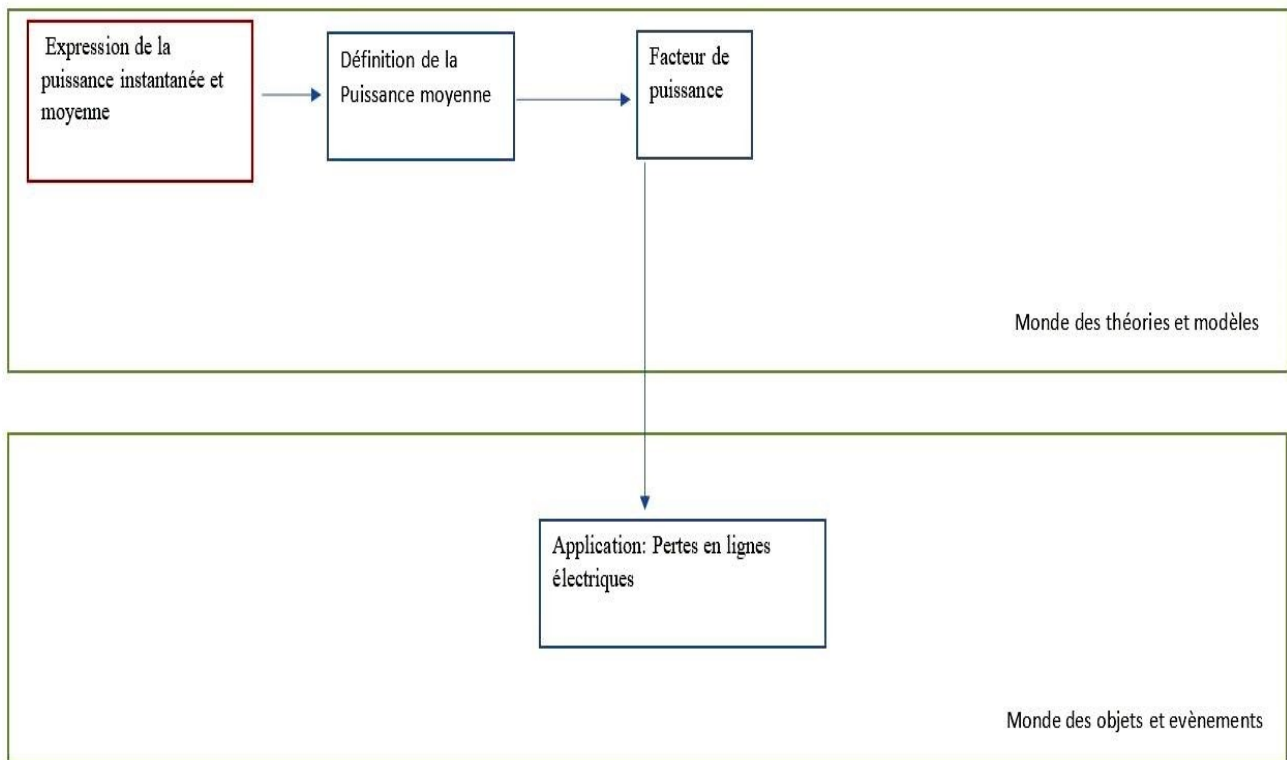 Expression de la
puissance instantanée et
moyenne
Définition de la
Puissance moyenne
Facteur de
puissance
Monde des théories et modèles
Application: Pertes en lignes
électriques
Monde des objets et evènements